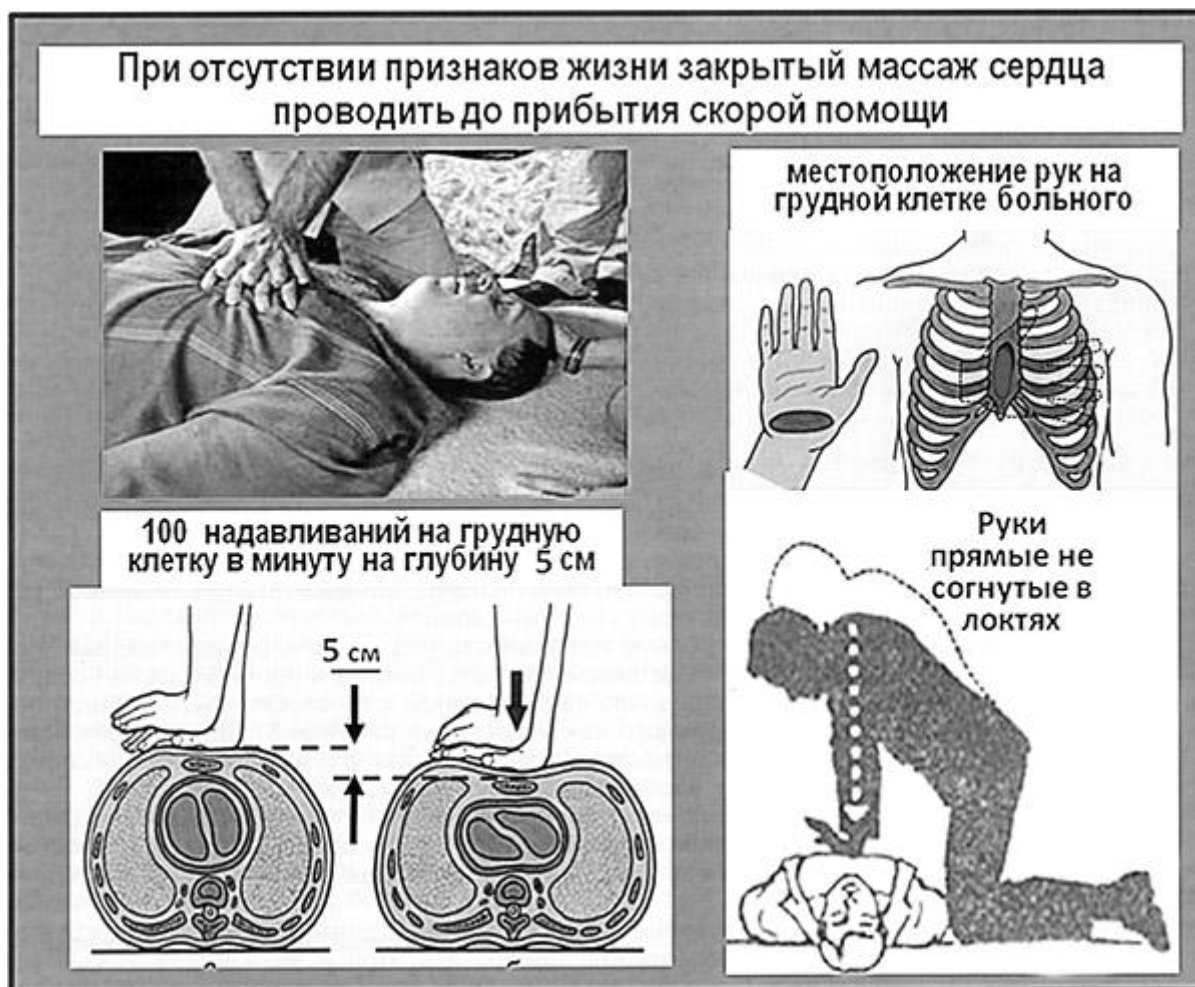 При отсутствии признаков жизни закрытый массаж сердца
проводить до прибытия скорой помощи
местоположение рук на
грудной клетке больного
100 надавливаний на грудную
клетку в минуту на глубину 5 см
5 см
Руки
прямые не
согнутые в
локтях